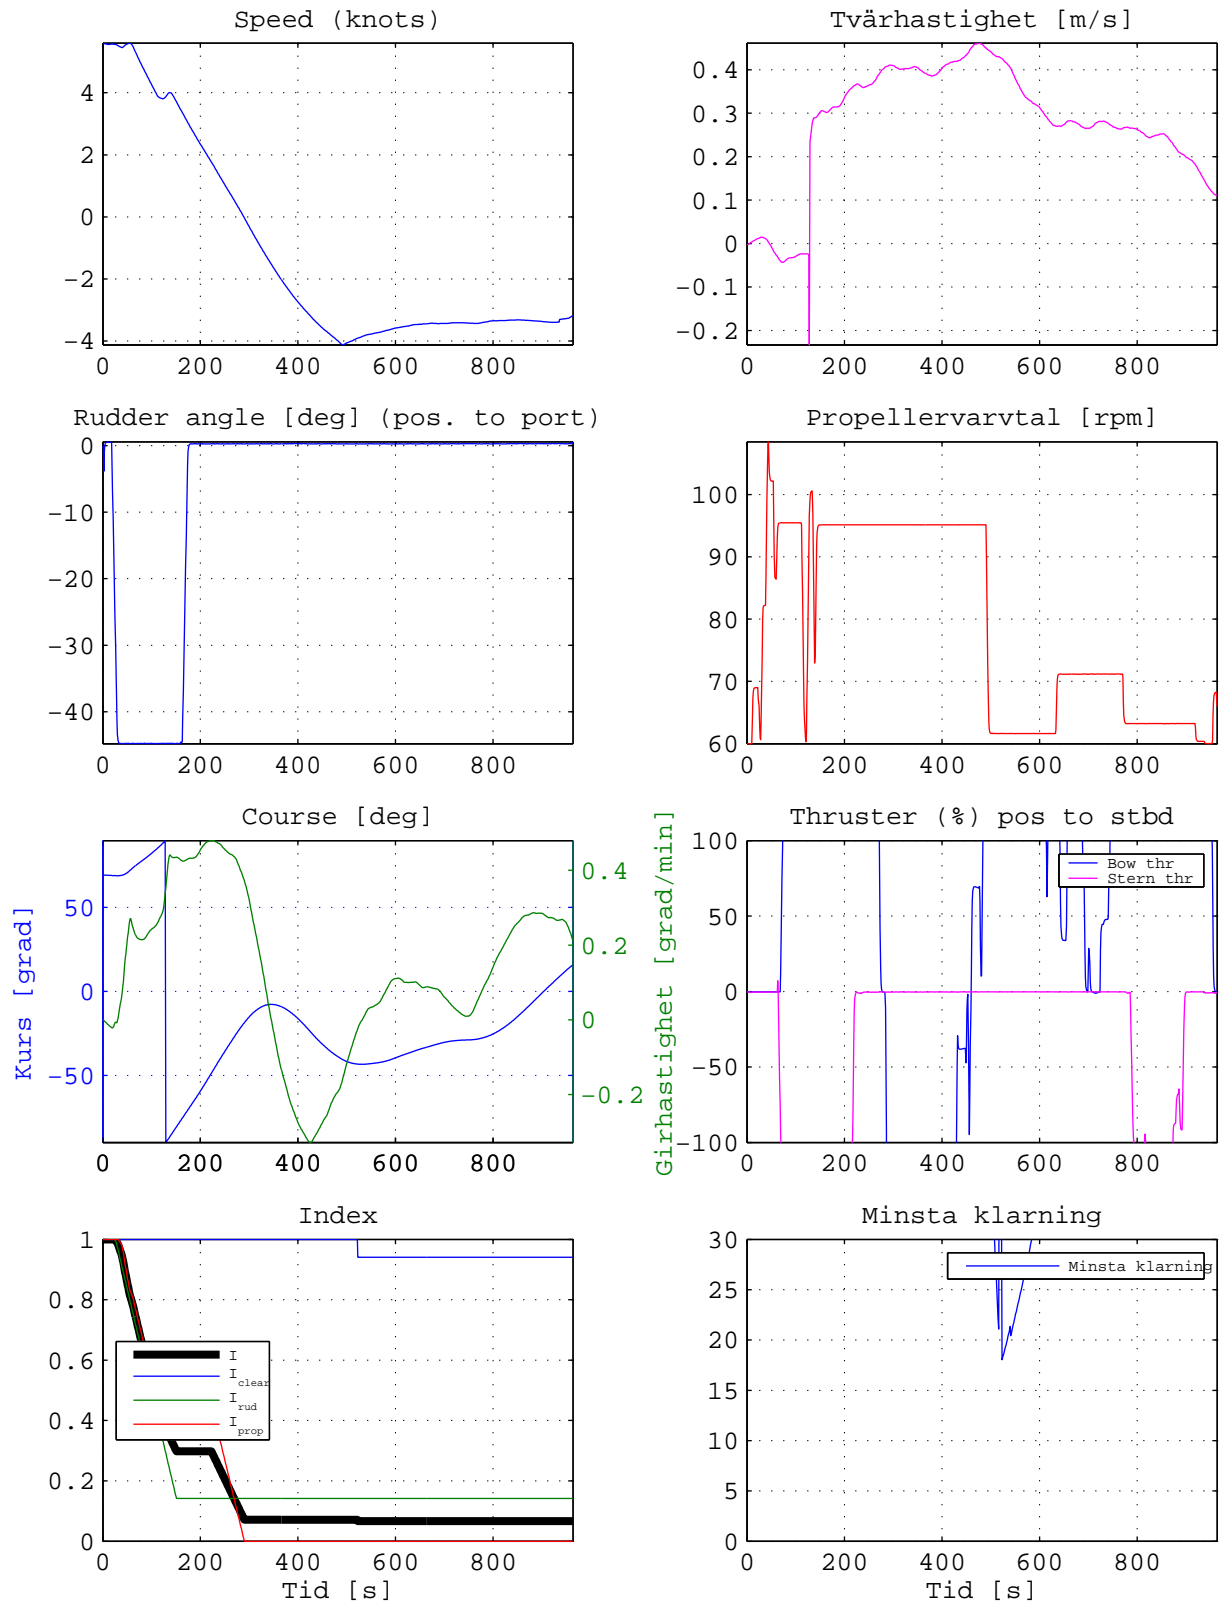 Speed (knots)
4
2
0
−2
−4
0 200 400 600 800
Tvärhastighet [m/s]
0.4
0.3
0.2
0.1
0
−0.1
−0.2
0 200 400 600 800
Rudder angle [deg] (pos. to port)
0
−10
−20
−30
−40
0 200 400 600 800
Propellervarvtal [rpm]
100
90
80
70
60
0 200 400 600 800
Course [deg]
Kurs [grad]
50
0
−50
0.4
0.2
0
−0.2
Girhastighet [grad/min]
0 200 400 600 800
Thruster (%) pos to stbd
100
50
0
−50
−100
Bow thr
Stern thr
0 200 400 600 800
Index
1
0.8
0.6
0.4
0.2
0
I
I clear
I rud
I prop
0 200 400 600 800
Tid [s]
Minsta klarning
30
25
20
15
10
5
0
Minsta klarning
0 200 400 600 800
Tid [s]